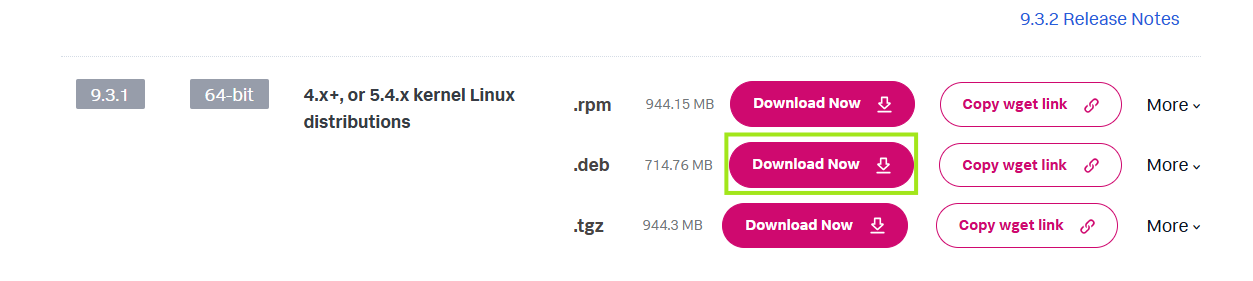 9.3.2 Release Notes
9.3.1 64-bit 4.x+, or 5.4.x kernel Linux
distributions
.rpm 944.15 MB Download Now Copy wget link More
.deb 714.76 MB Download Now Copy wget link More
.tgz 944.3 MB Download Now Copy wget link More